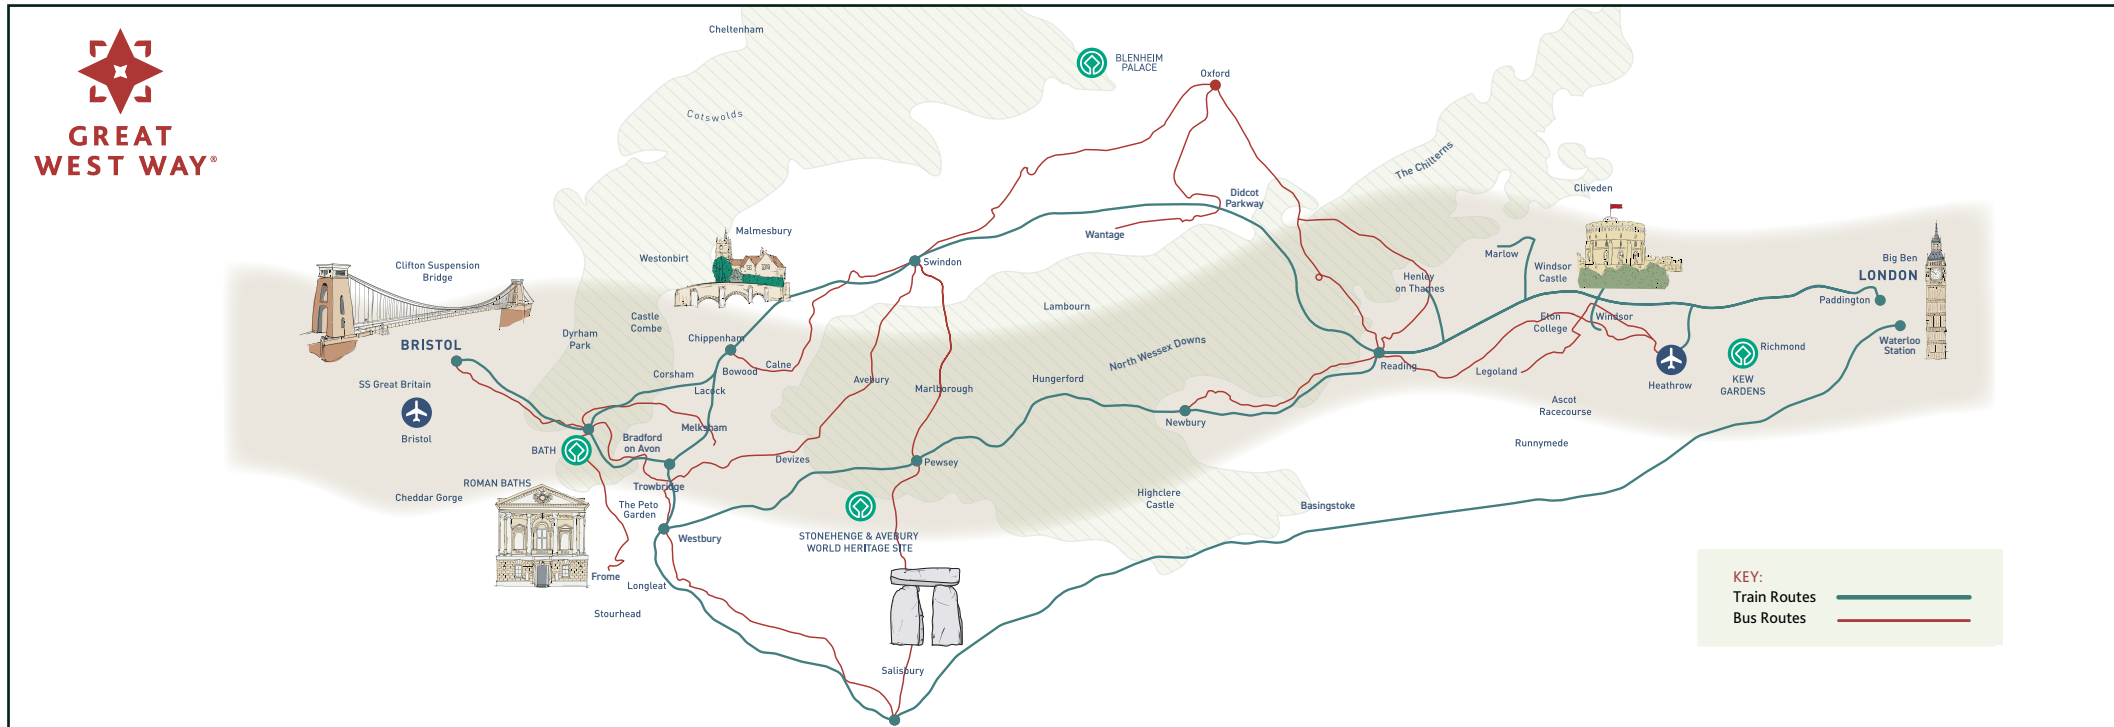 GREAT
WEST WAY®
Cheltenham
Cotswolds
BLENHEIM
PALACE
Oxford
The Chilterns
Cliveden
Didcot
Parkway
Wantage
Malmesbury
Westonbirt
Swindon
Clifton Suspension
Bridge
Marlow
Windsor
Castle
Henley
on Thames
Big Ben
LONDON
Paddington
Waterloo
Station
Lambourn
Castle
Combe
Dyrham
Park
Chippenham
Eton
College
Windsor
BRISTOL
North Wessex Downs
Richmond
KEW
GARDENS
Heathrow
Reading
Legoland
Calne
Bowood
Corsham
Lacock
Avebury
Marlborough
Hungerford
SS Great Britain
Bristol
Ascot
Racecourse
Newbury
Runnymede
Melksham
Bradford
on Avon
BATH
Devizes
Pewsey
Trowbridge
ROMAN BATHS
Cheddar Gorge
The Peto
Garden
Highclere
Castle
Basingstoke
Westbury
STONEHENGE & AVEBURY
WORLD HERITAGE SITE
Frome
Longleat
Stourhead
Salisbury
KEY:
Train Routes
Bus Routes